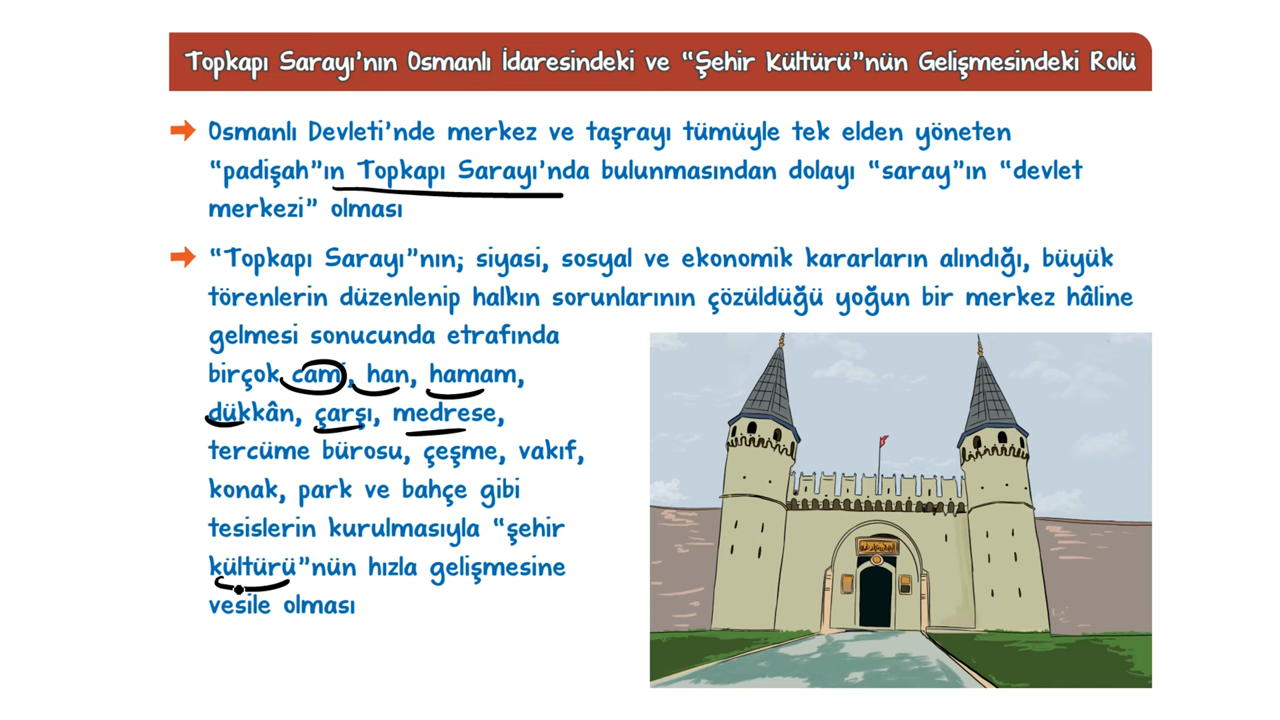 Topkapı Sarayı'nın Osmanlı İdaresindeki ve “Şehir Kültürü”nün Gelişmesindeki Rolü
Osmanlı Devleti'nde merkez ve taşrayı tümüyle tek elden yöneten
“padişah”ın Topkapı Sarayı'nda bulunmasından dolayı “saray”ın “devlet
merkezi” olması
“Topkapı Sarayı”nın; siyasi, sosyal ve ekonomik kararların alındığı, büyük
törenlerin düzenlenip halkın sorunlarının çözüldüğü yoğun bir merkez hâline
gelmesi sonucunda etrafında
birçok cami, han, hamam,
dükkân, çarşı, medrese,
tercüme bürosu, çeşme, vakıf,
konak, park ve bahçe gibi
tesislerin kurulmasıyla “şehir
kültürü”nün hızla gelişmesine
vesile olması